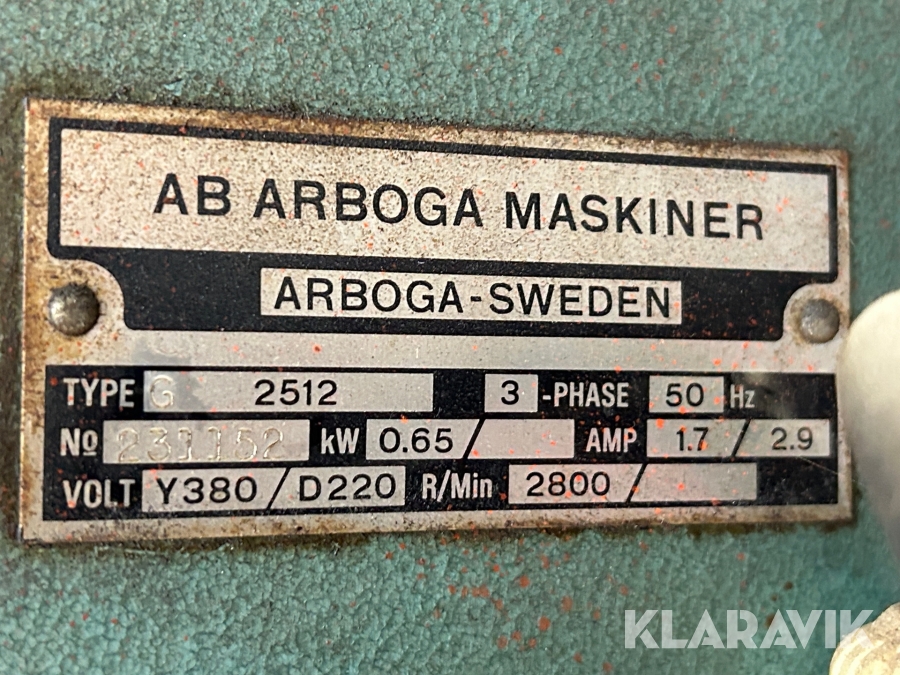 AB ARBOGA MASKINER
ARBOGA-SWEDEN
TYPE G 2512 3 -PHASE 50 Hz
No 231152 kW 0.65 / AMP 1.7 / 2.9
VOLT Y380 / D220 R/Min 2800 /
KLARAVIK